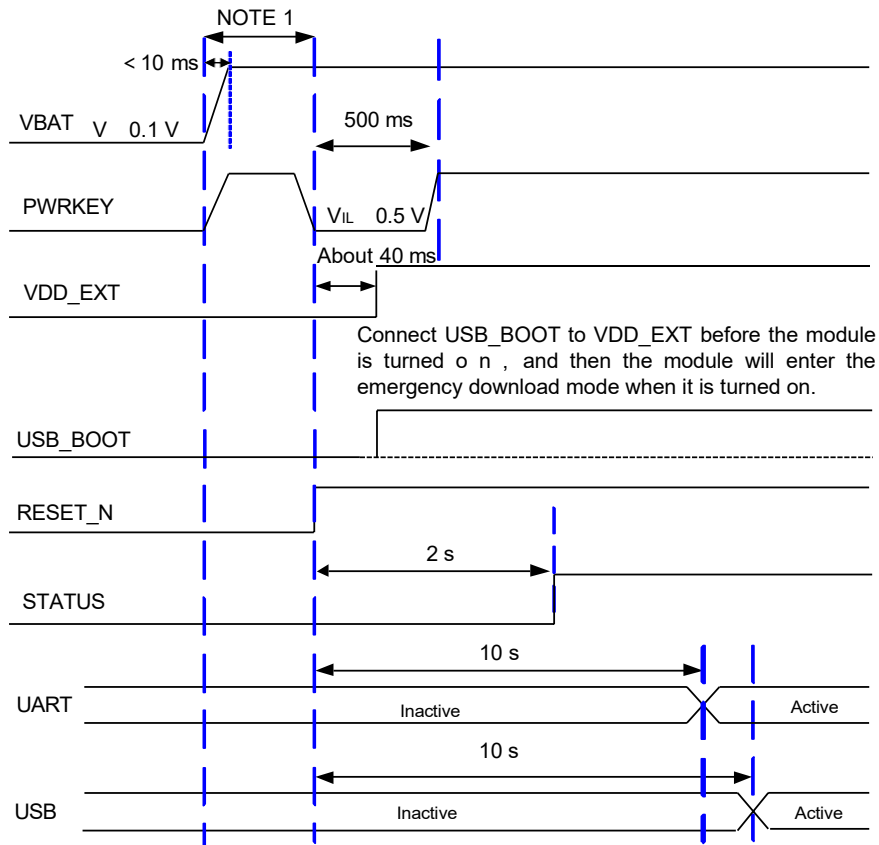 NOTE 1
< 10 ms
VBAT V 0.1 V
500 ms
PWRKEY
VIL 0.5 V
About 40 ms
VDD_EXT
Connect USB_BOOT to VDD_EXT before the module
is turned o n , and then the module will enter the
emergency download mode when it is turned on.
USB_BOOT
RESET_N
2 s
STATUS
10 s
UART
Inactive
Active
10 s
USB
Inactive
Active